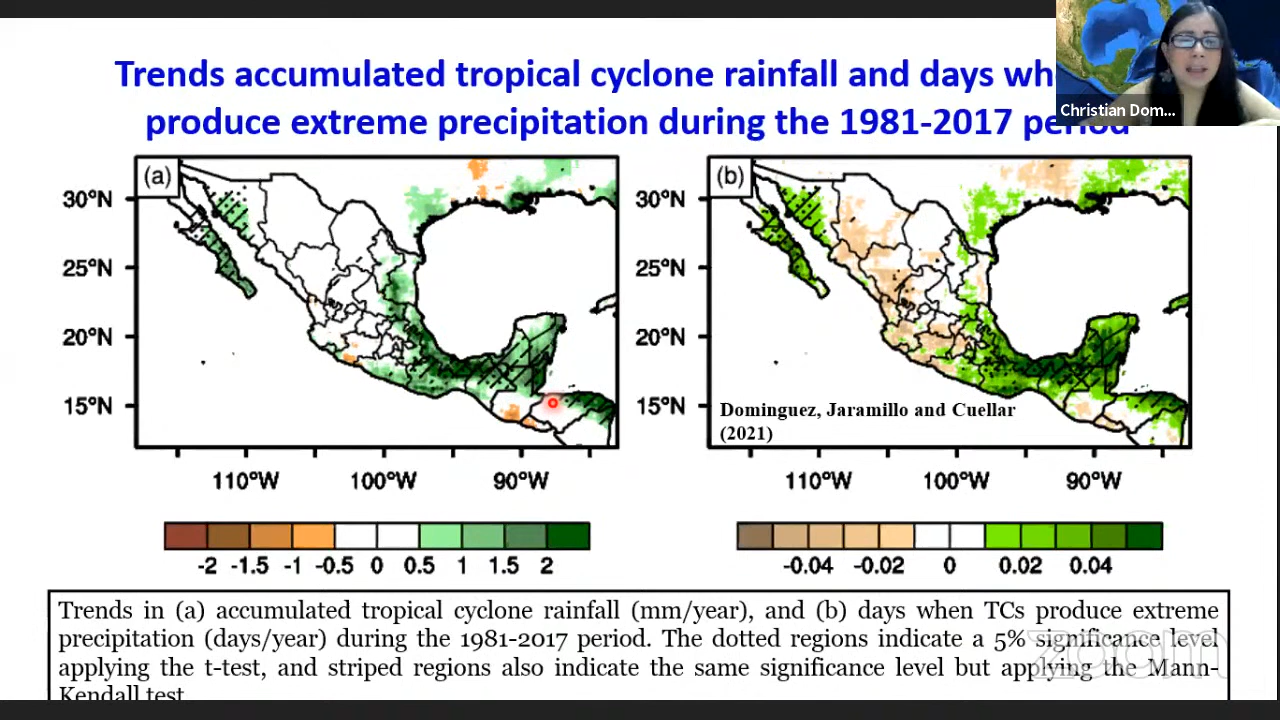 Trends accumulated tropical cyclone rainfall and days wh
produce extreme precipitation during the 1981-2017 period
Christian Dom...
(a)
30°N
25°N
20°N
15°N
110°W 100°W 90°W
-2 -1.5 -1 -0.5 0 0.5 1 1.5 2
(b)
30°N
25°N
20°N
15°N
Dominguez, Jaramillo and Cuellar
(2021)
110°W 100°W 90°W
-0.04 -0.02 0 0.02 0.04
Trends in (a) accumulated tropical cyclone rainfall (mm/year), and (b) days when TCs produce extreme
precipitation (days/year) during the 1981-2017 period. The dotted regions indicate a 5% significance level
applying the t-test, and striped regions also indicate the same significance level but applying the Mann-
Kendall test
zoom